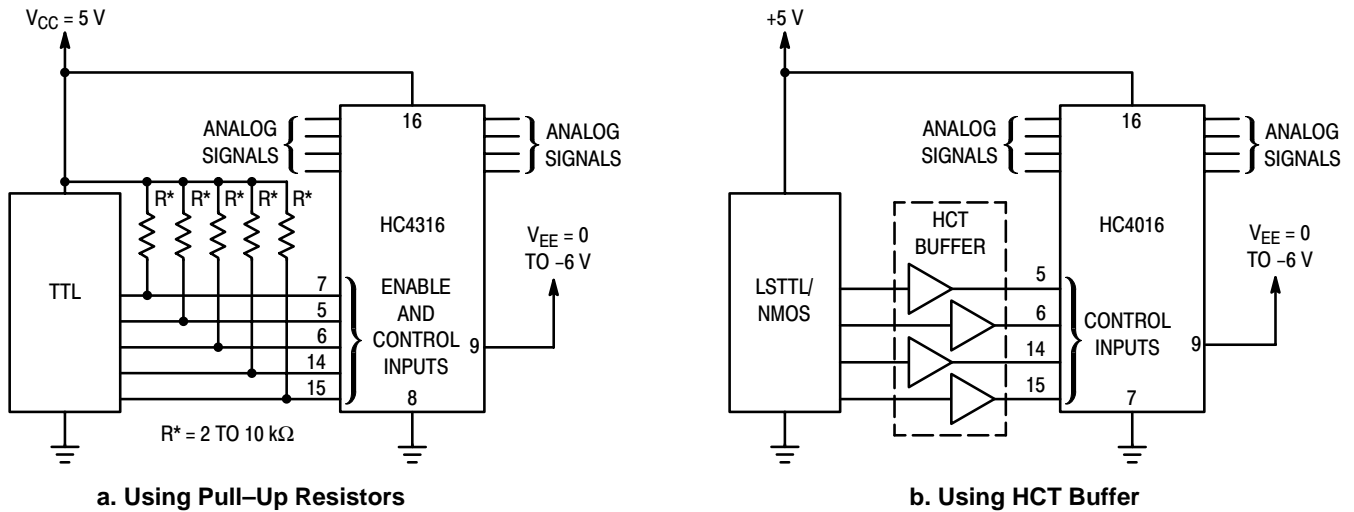 V_CC = 5 V
16
ANALOG
SIGNALS
ANALOG
SIGNALS
R* R* R* R* R*
HC4316
V_EE = 0
TO –6 V
TTL
7
5
6
14
15
ENABLE
AND
CONTROL
INPUTS
9
8
R* = 2 TO 10 kΩ
a. Using Pull–Up Resistors
+5 V
16
ANALOG
SIGNALS
ANALOG
SIGNALS
HCT
BUFFER
HC4016
V_EE = 0
TO –6 V
LSTTL/
NMOS
5
6
14
15
CONTROL
INPUTS
9
7
b. Using HCT Buffer